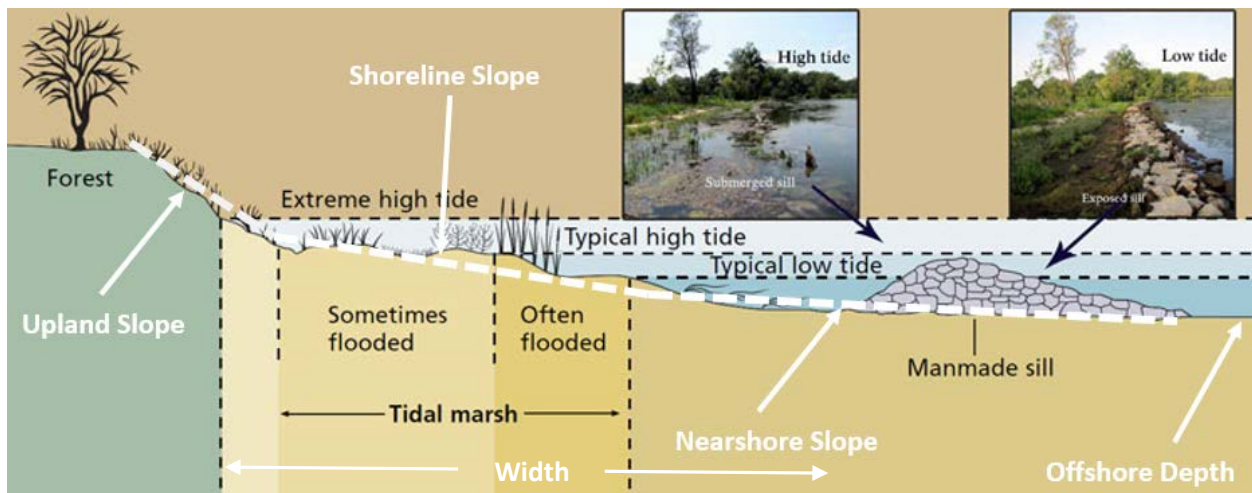 Shoreline Slope
High tide
Low tide
Forest
Submerged sill
Exposed sill
Extreme high tide
Typical high tide
Typical low tide
Upland Slope
Sometimes
flooded
Often
flooded
Manmade sill
Tidal marsh
Nearshore Slope
Width
Offshore Depth